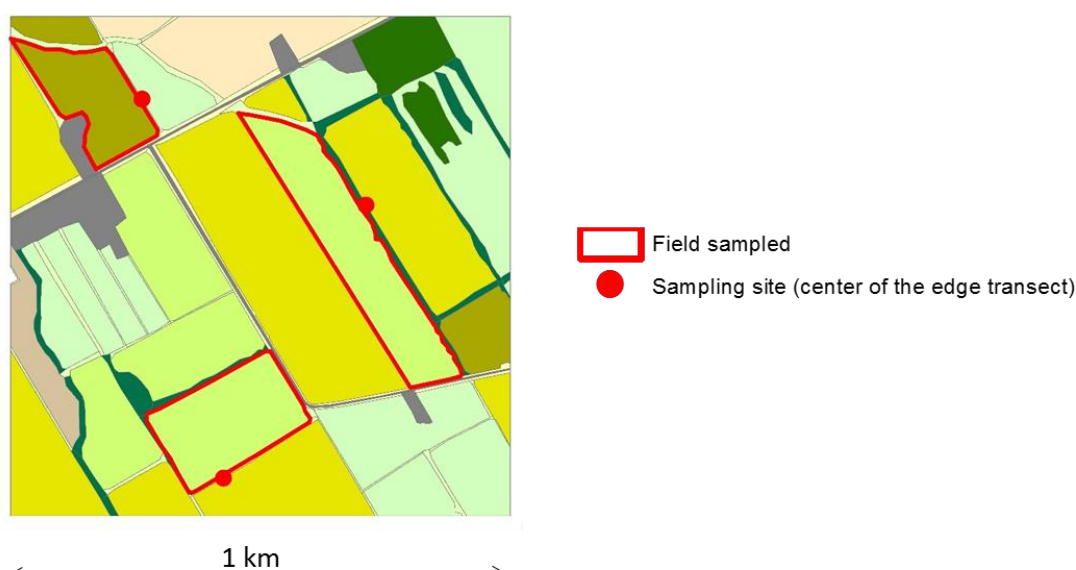 Field sampled
Sampling site (center of the edge transect)
1 km